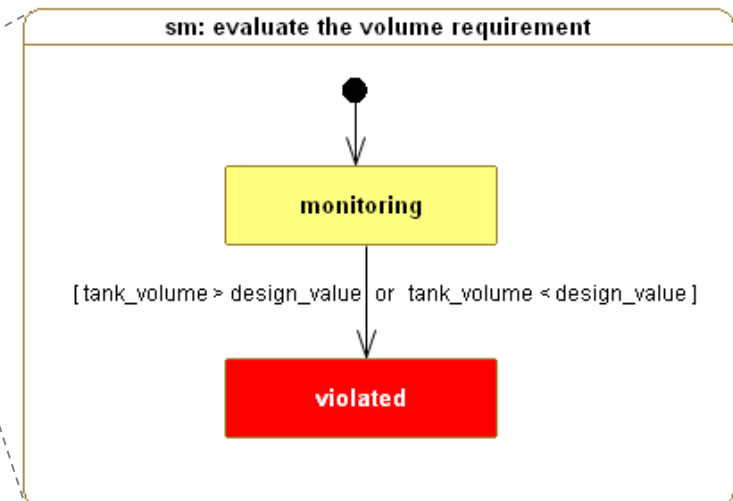 sm: evaluate the volume requirement
monitoring
[ tank_volume > design_value  or  tank_volume < design_value ]
violated